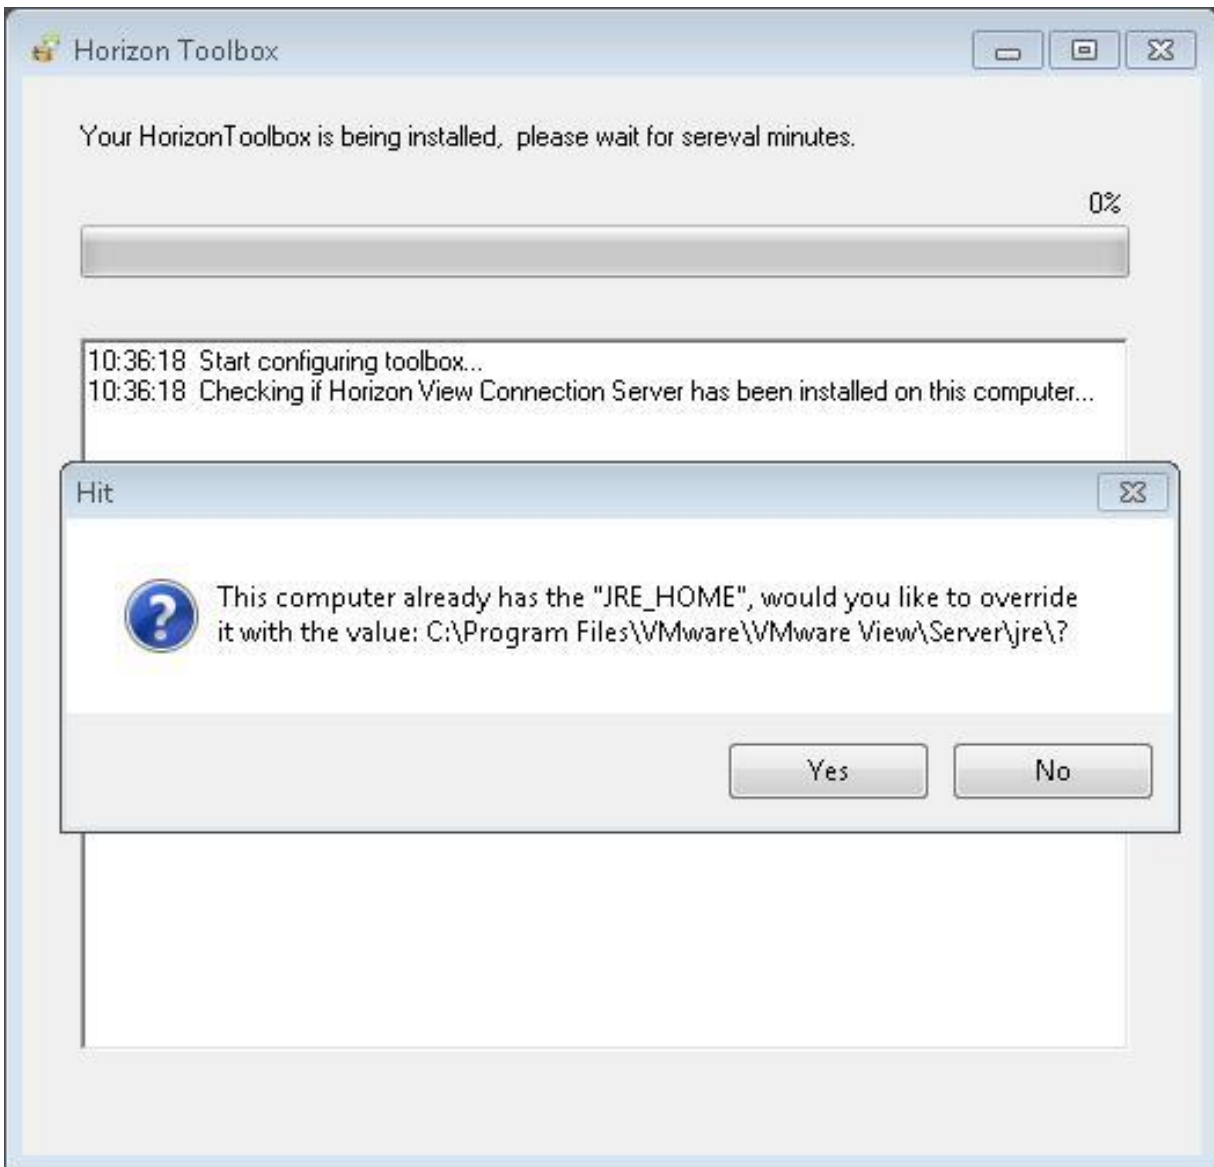 Horizon Toolbox
Your HorizonToolbox is being installed, please wait for sereval minutes.
0%
10:36:18 Start configuring toolbox...
10:36:18 Checking if Horizon View Connection Server has been installed on this computer...
Hit
This computer already has the "JRE_HOME", would you like to override
it with the value: C:\Program Files\VMware\VMware View\Server\jre\?
Yes
No